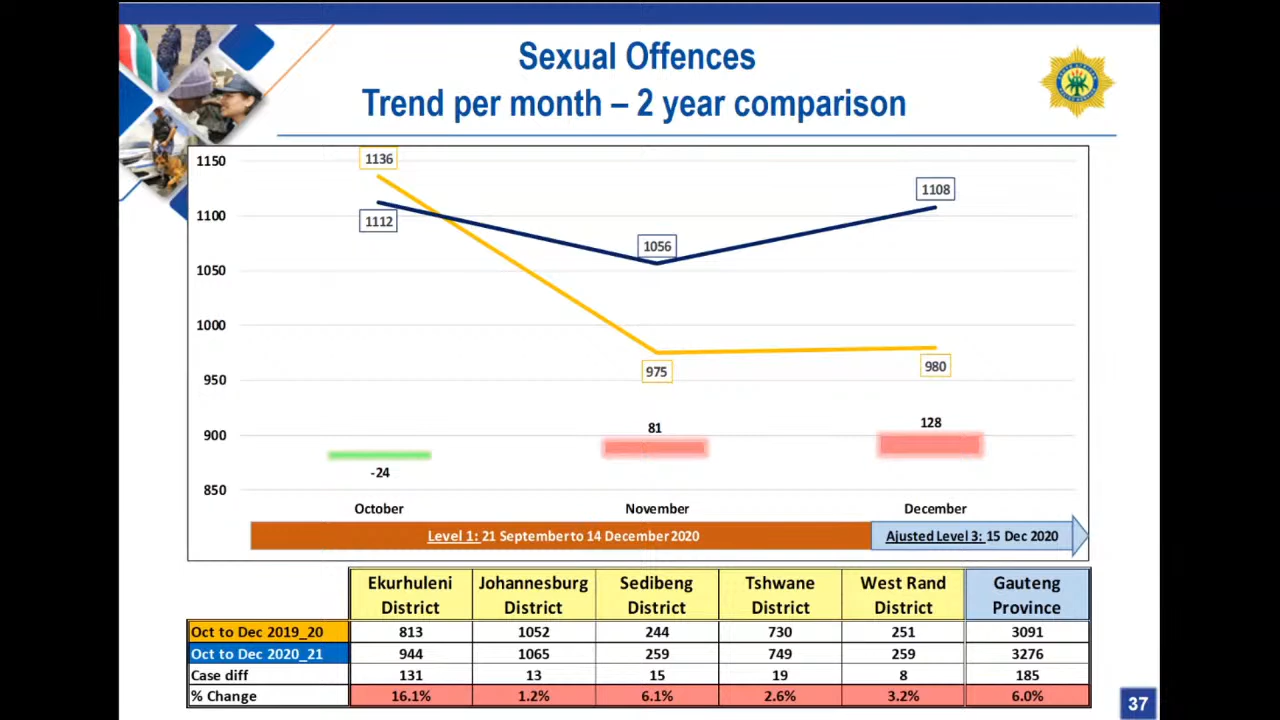 Sexual Offences
Trend per month – 2 year comparison
1150
1100
1050
1000
950
900
850
1136
1112
1056
1108
975
980
-24
81
128
October November December
Level 1: 21 September to 14 December 2020
Ajusted Level 3: 15 Dec 2020
Ekurhuleni District Johannesburg District Sedibeng District Tshwane District West Rand District Gauteng Province
Oct to Dec 2019_20 813 1052 244 730 251 3091
Oct to Dec 2020_21 944 1065 259 749 259 3276
Case diff 131 13 15 19 8 185
% Change 16.1% 1.2% 6.1% 2.6% 3.2% 6.0%
37